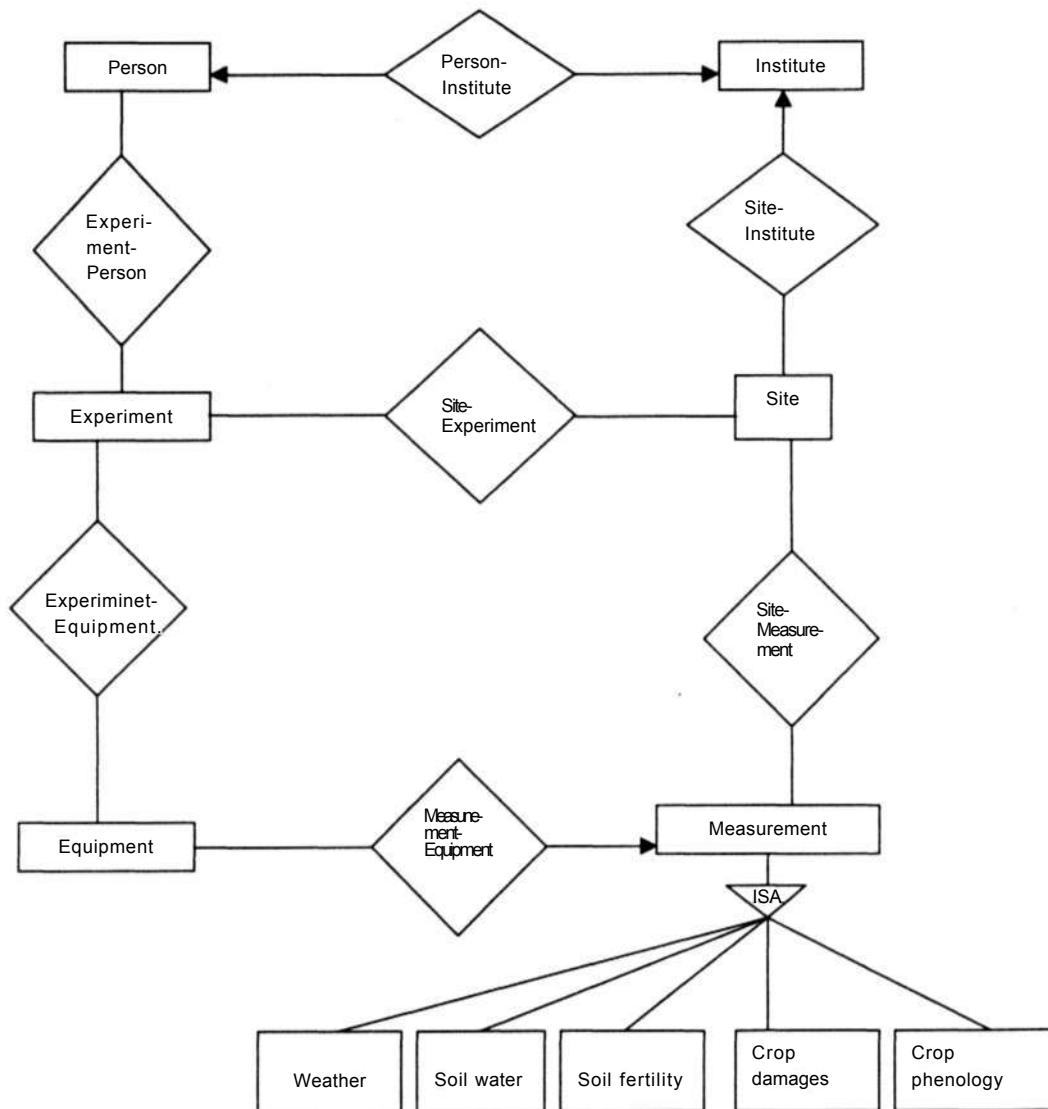 Person
Person-
Institute
Institute
Experi-
ment-
Person
Site-
Institute
Experiment
Site-
Experiment
Site
Experiminet-
Equipment.
Site-
Measure-
ment
Equipment
Measure-
ment-
Equipment
Measurement
ISA
Weather
Soil water
Soil fertility
Crop
damages
Crop
phenology